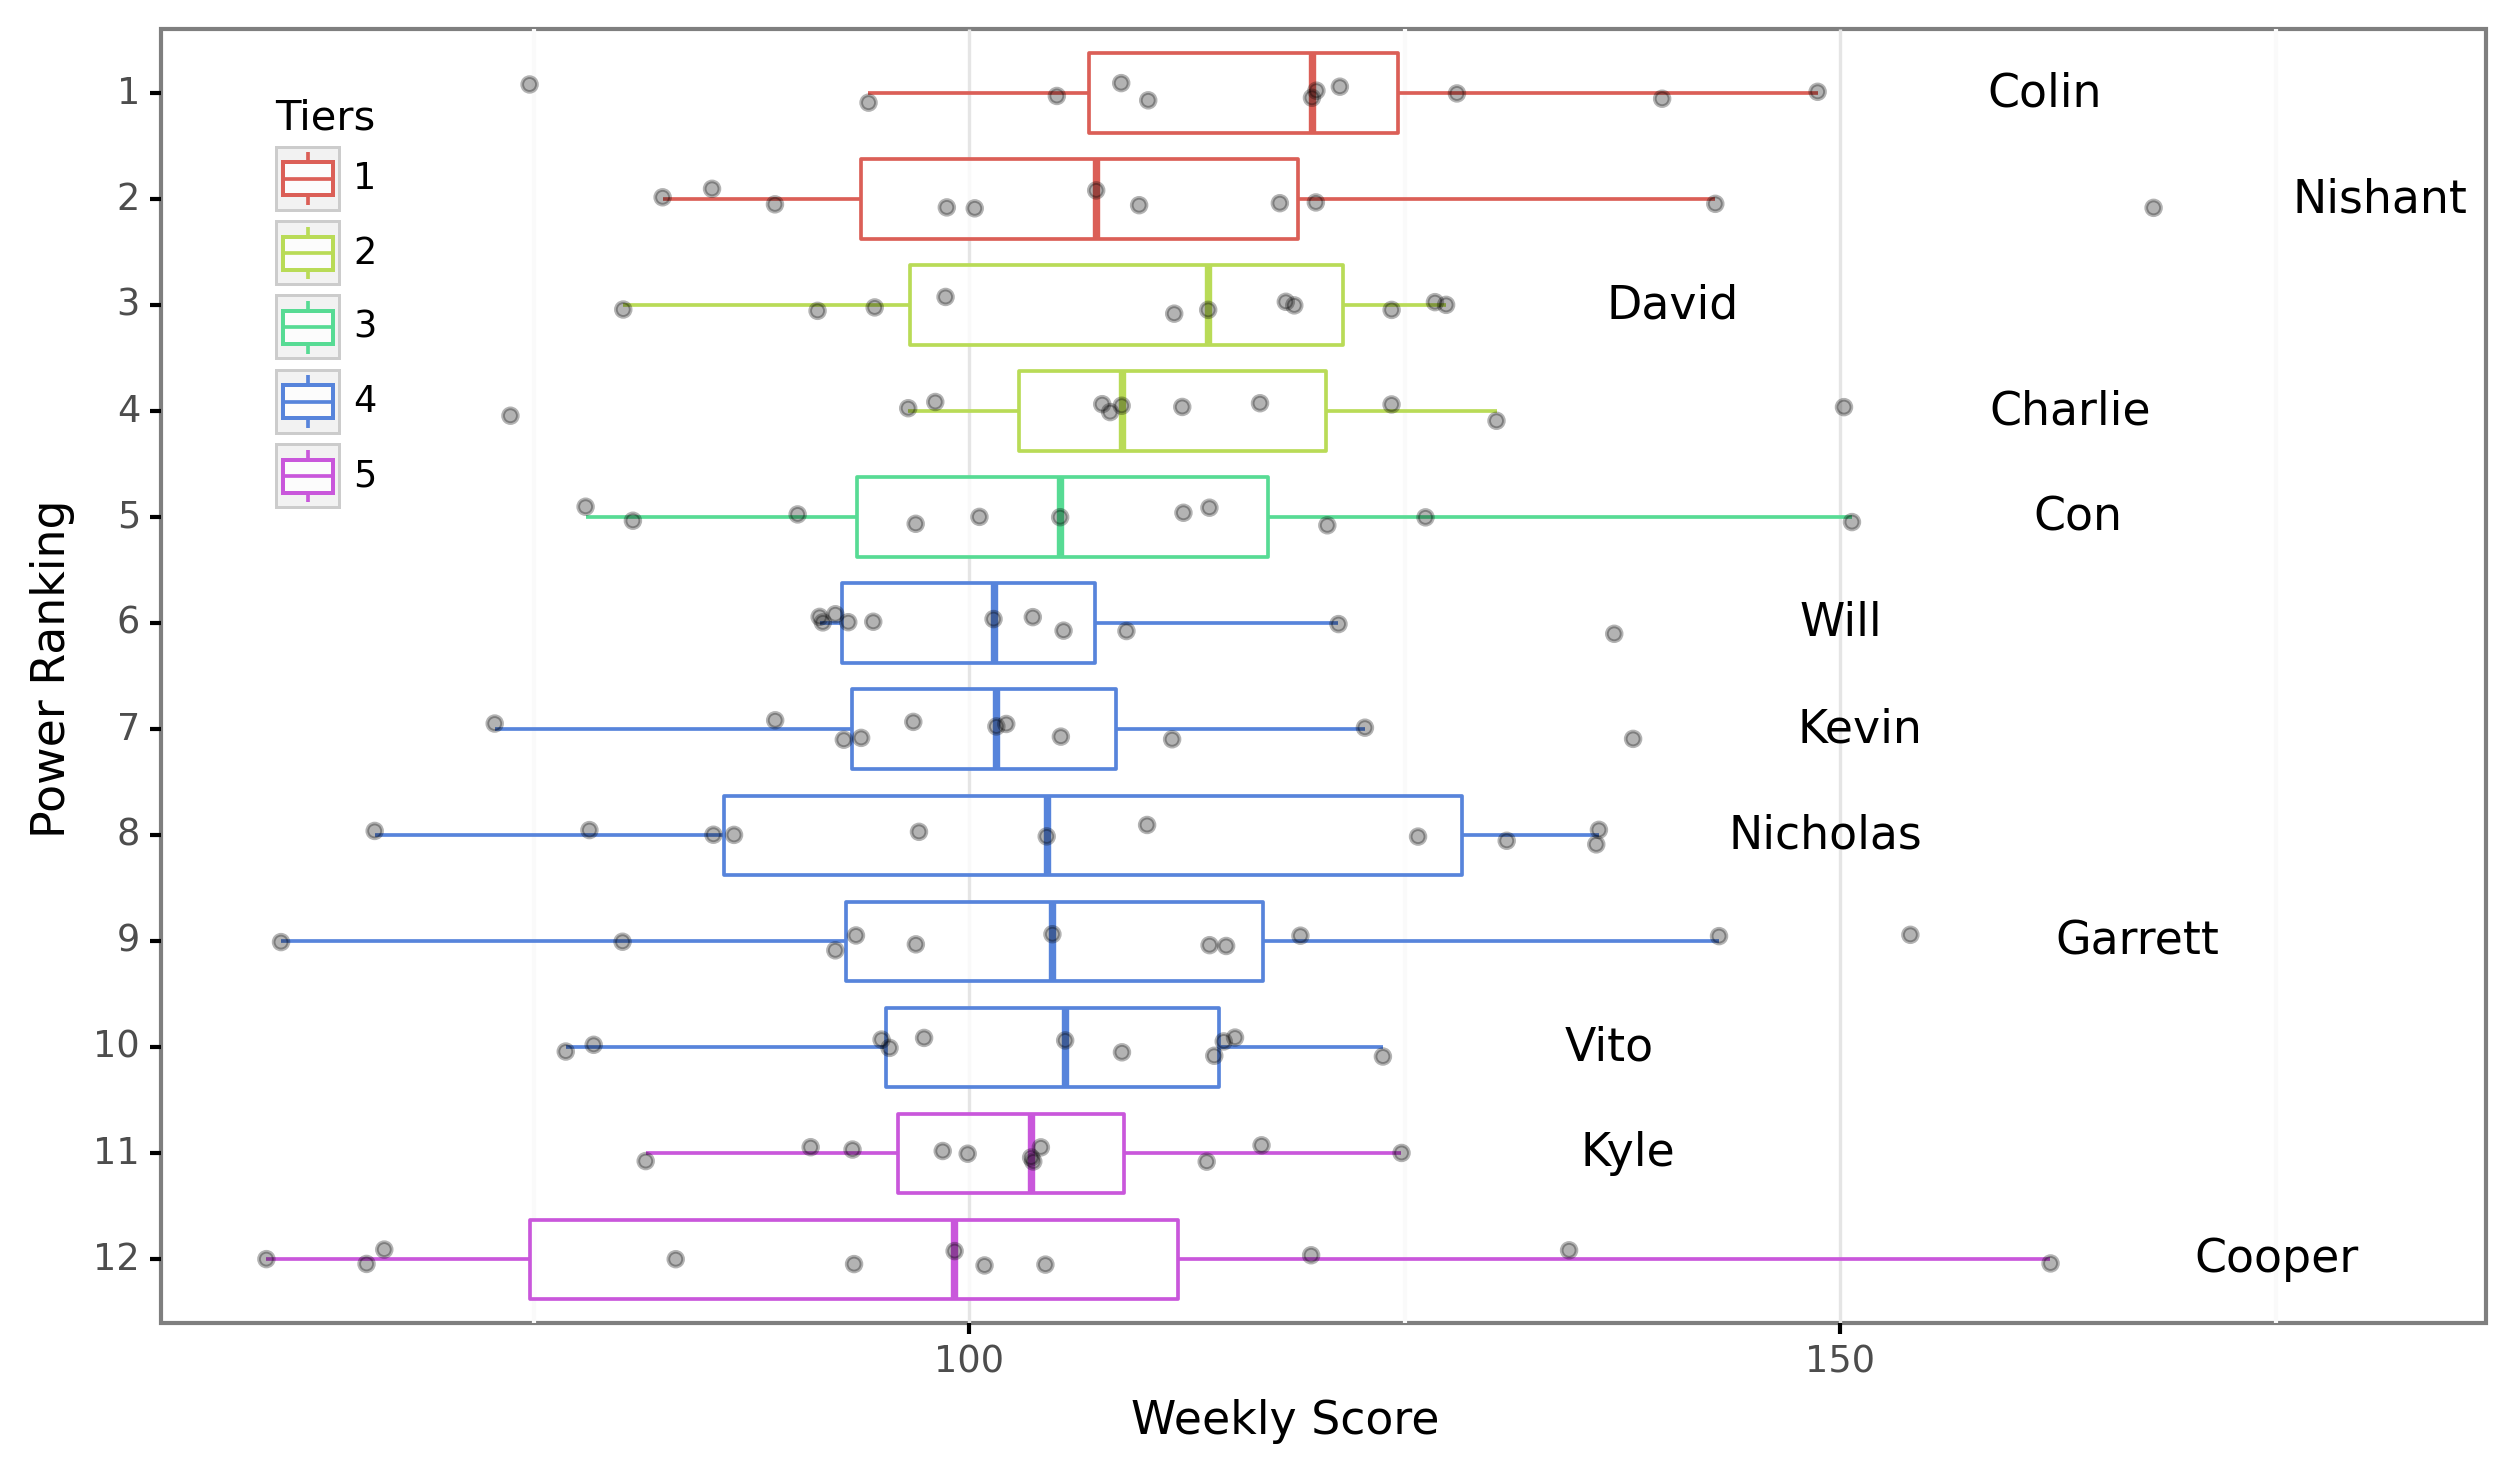 1 Colin
Tiers
1
2 Nishant
2
3 David
3
4 Charlie
4
5
5 Con
6 Will
7 Kevin
8 Nicholas
9 Garrett
10 Vito
11 Kyle
12 Cooper
Power Ranking
100 150
Weekly Score